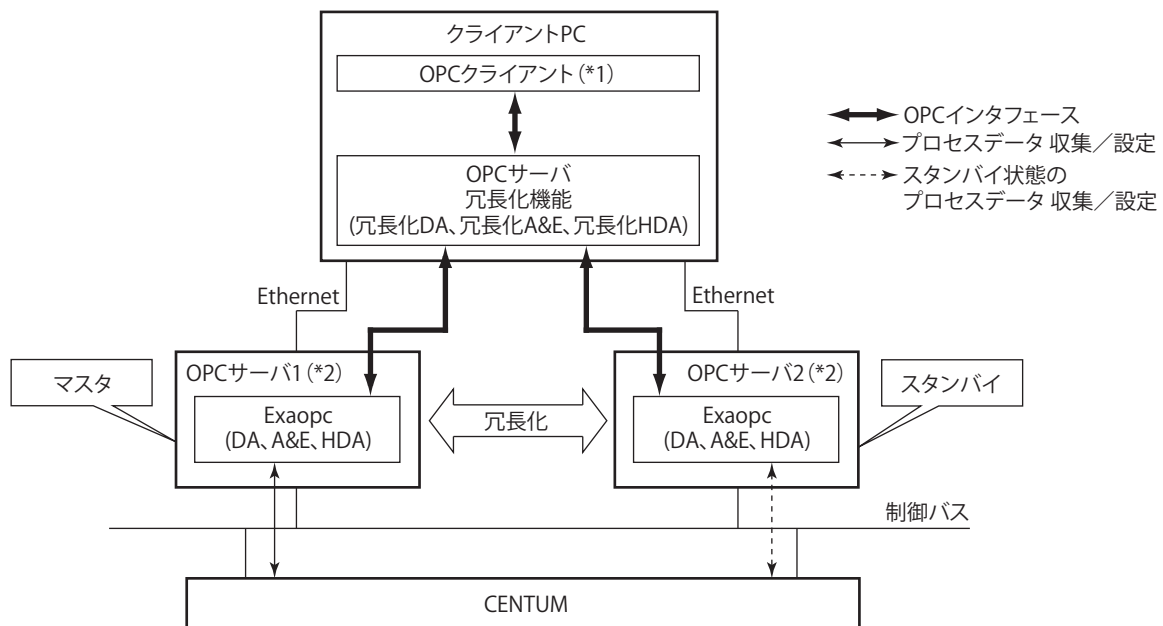 クライアントPC
OPCクライアント(*1)
OPCインタフェース
プロセスデータ 収集／設定
スタンバイ状態の
プロセスデータ 収集／設定
OPCサーバ
冗長化機能
(冗長化DA、冗長化A&E、冗長化HDA)
Ethernet
Ethernet
マスタ
OPCサーバ1(*2)
Exaopc
(DA、A&E、HDA)
冗長化
OPCサーバ2(*2)
Exaopc
(DA、A&E、HDA)
スタンバイ
制御バス
CENTUM